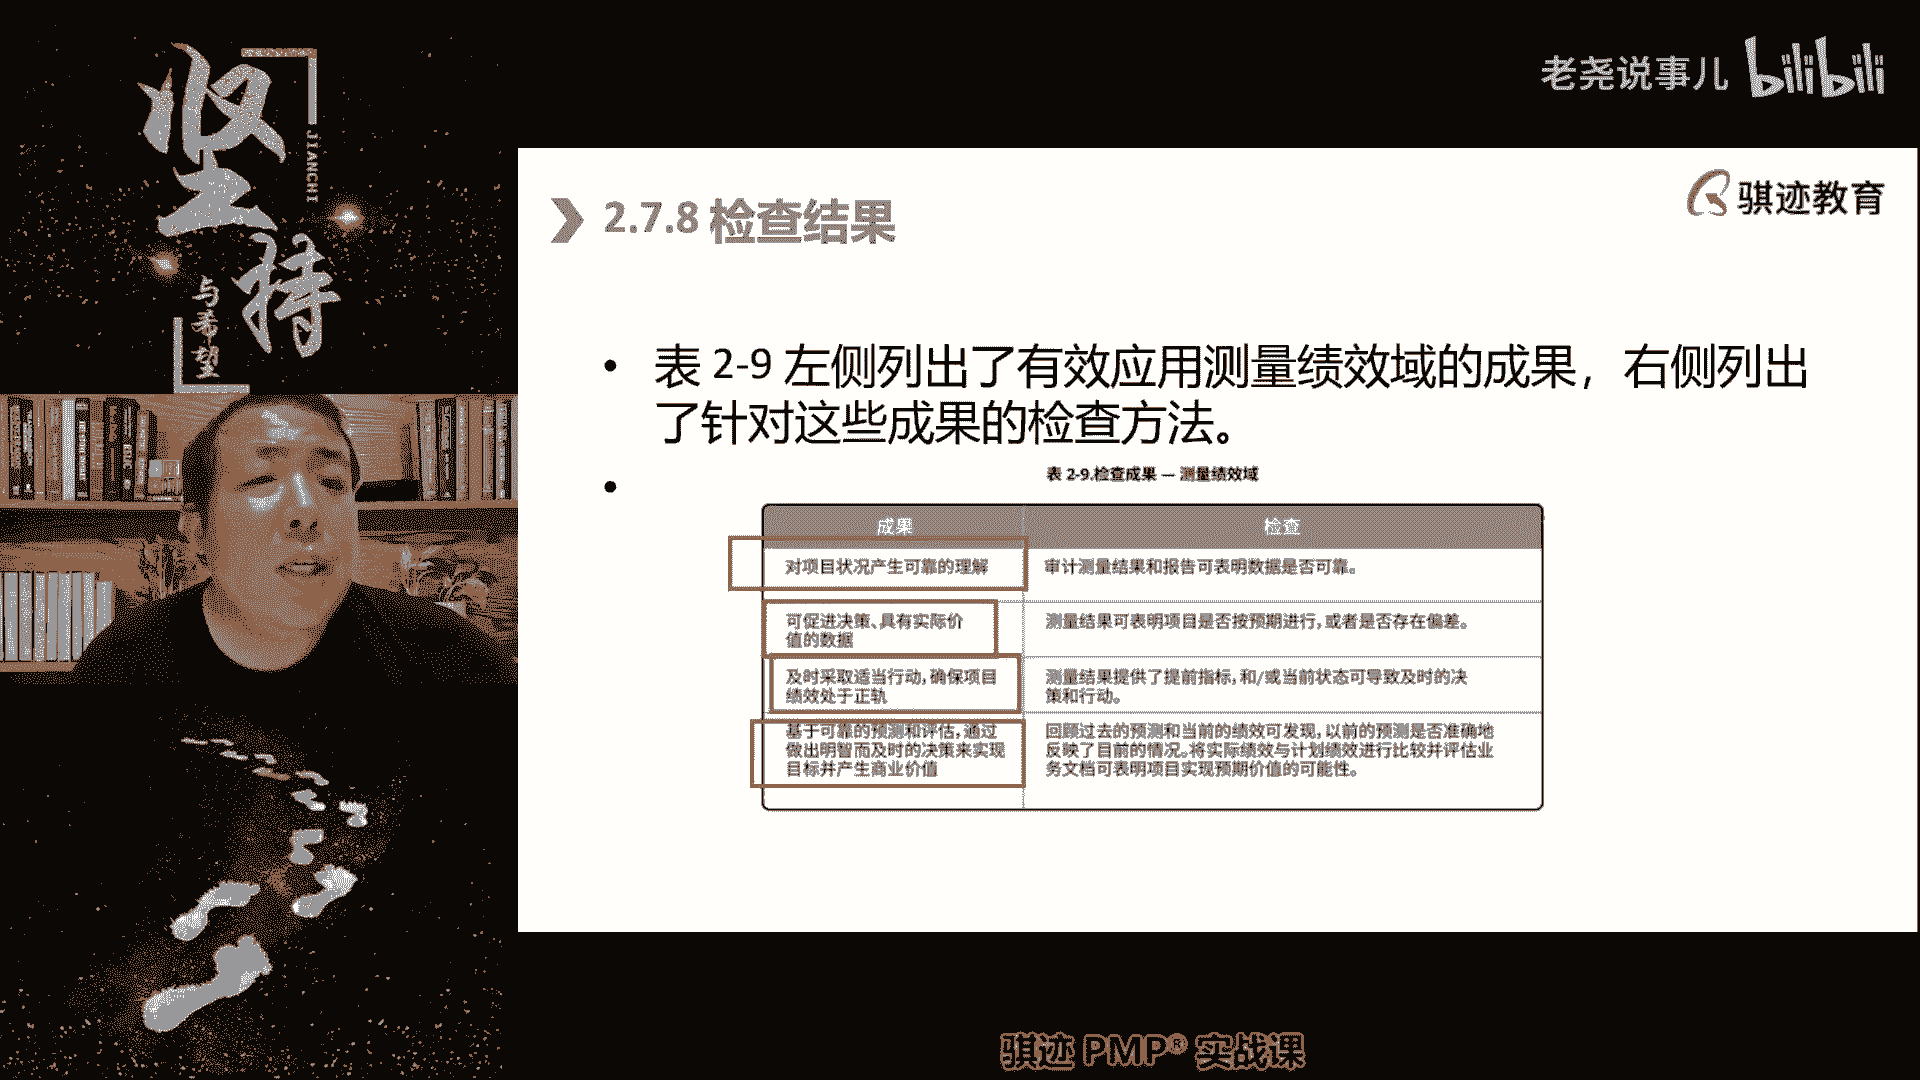 坚持
JIANCHI
与希望
老尧说事儿 bilibili
骐迹教育
2.7.8 检查结果
• 表 2-9 左侧列出了有效应用测量绩效域的成果，右侧列出
了针对这些成果的检查方法。
•
表 2-9.检查成果 — 测量绩效域
成果
检查
对项目状况产生可靠的理解
审计测量结果和报告可表明数据是否可靠。
可促进决策、具有实际价
值的数据
测量结果可表明项目是否按预期进行，或者是否存在偏差。
及时采取适当行动，确保项目
绩效处于正轨
测量结果提供了提前指标，和/或当前状态可导致及时的决
策和行动。
基于可靠的预测和评估，通过
做出明智而及时的决策来实现
目标并产生商业价值
回顾过去的预测和当前的绩效可发现，以前的预测是否准确地
反映了目前的情况。将实际绩效与计划绩效进行比较并评估业
务文档可表明项目实现预期价值的可能性。
骐迹 PMP® 实战课